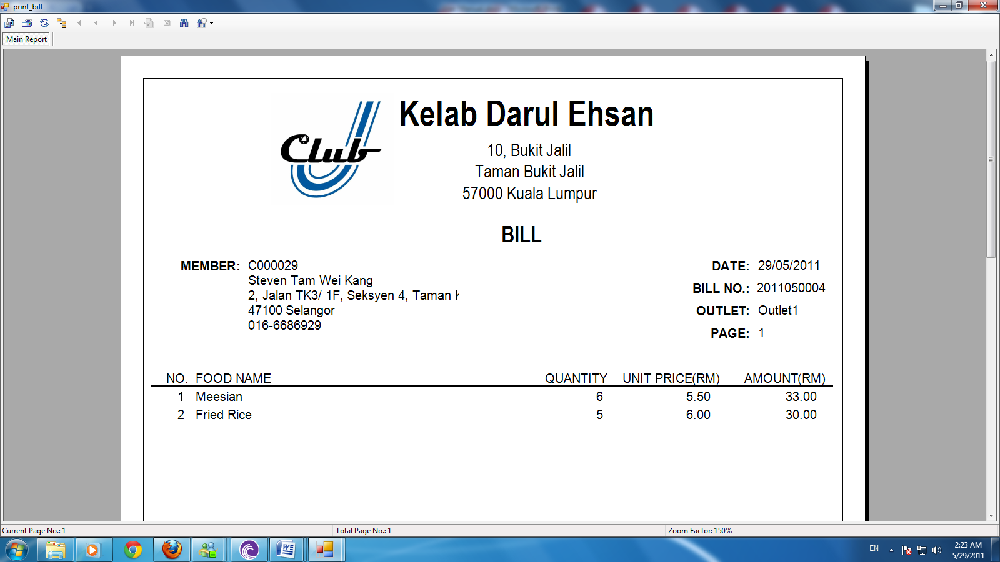 print_bill
Main Report
Club
Kelab Darul Ehsan
10, Bukit Jalil
Taman Bukit Jalil
57000 Kuala Lumpur
BILL
MEMBER: C000029
Steven Tam Wei Kang
2, Jalan TK3/ 1F, Seksyen 4, Taman
47100 Selangor
016-6686929
DATE: 29/05/2011
BILL NO.: 2011050004
OUTLET: Outlet1
PAGE: 1
NO. FOOD NAME QUANTITY UNIT PRICE(RM) AMOUNT(RM)
1 Meesian 6 5.50 33.00
2 Fried Rice 5 6.00 30.00
Current Page No.: 1 Total Page No.: 1 Zoom Factor: 150%
EN 2:23 AM
5/29/2011